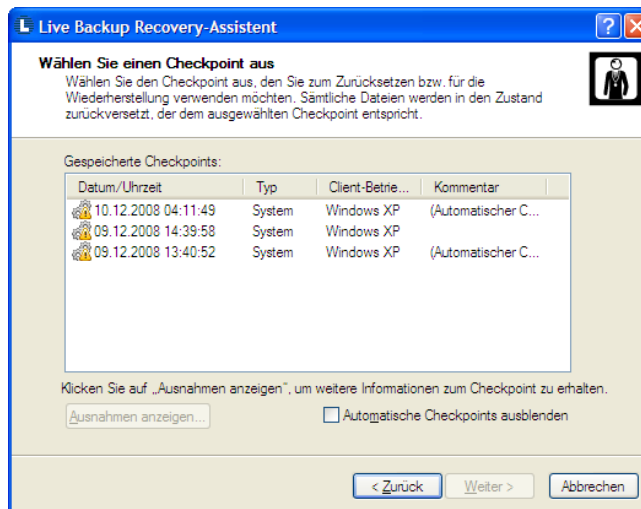 L Live Backup Recovery-Assistent
Wählen Sie einen Checkpoint aus
Wählen Sie den Checkpoint aus, den Sie zum Zurücksetzen bzw. für die
Wiederherstellung verwenden möchten. Sämtliche Dateien werden in den Zustand
zurückversetzt, der dem ausgewählten Checkpoint entspricht.
Gespeicherte Checkpoints:
Datum/Uhrzeit Typ Client-Betrie... Kommentar
10.12.2008 04:11:49 System Windows XP (Automatischer C...
09.12.2008 14:39:58 System Windows XP
09.12.2008 13:40:52 System Windows XP (Automatischer C...
Klicken Sie auf „Ausnahmen anzeigen", um weitere Informationen zum Checkpoint zu erhalten.
Ausnahmen anzeigen... Automatische Checkpoints ausblenden
< Zurück Weiter > Abbrechen